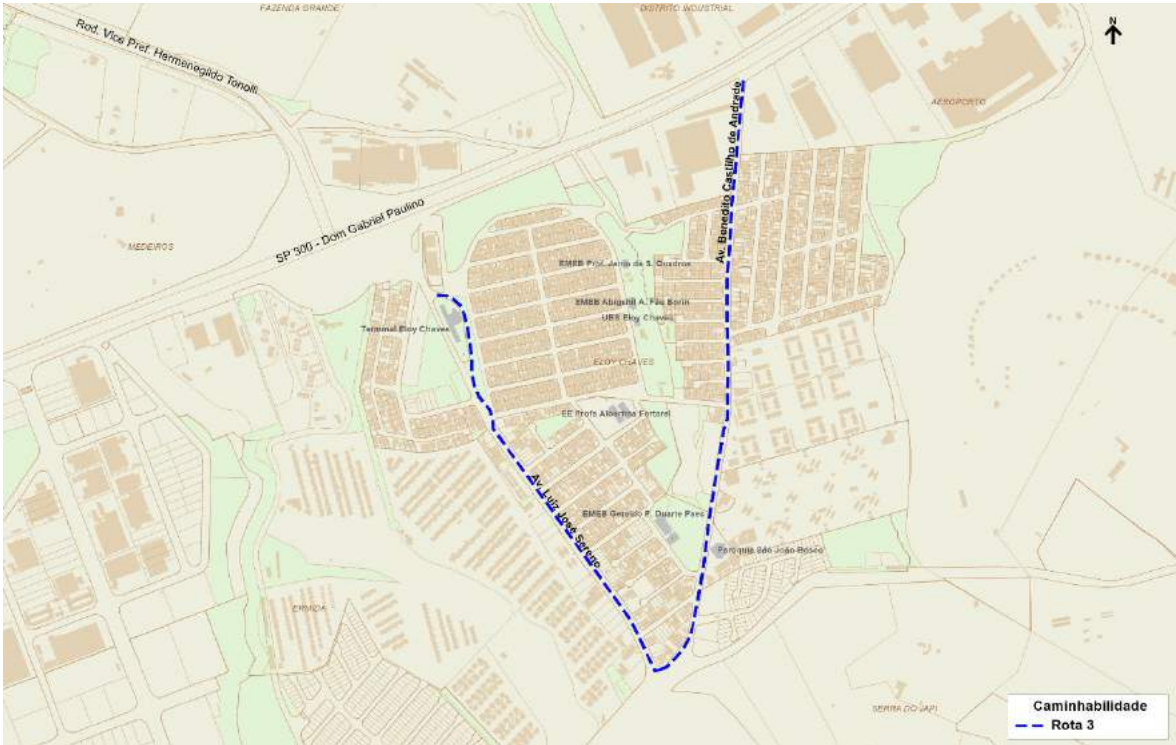 FAZENDA GRANDE
DISTRITO INDUSTRIAL
N
Rod. Vice Pref. Hermenegildo Tonolli
AEROPORTO
Av. Benedito Castilho de Andrade
SP 300 - Dom Gabriel Paulino
MEDEIROS
EMEB Prof. Janio da S. Quadros
EMEB Abigahil A. Fáu Borin
UBS Eloy Chaves
Terminal Eloy Chaves
ELOY CHAVES
EE Profa Albertina Fortarel
Av. Luiz José Sereno
EMEB Geraldo P. Duarte Paes
Paróquia São João Bosco
ERMIDA
SERRA DO JAPI
Caminhabilidade
Rota 3